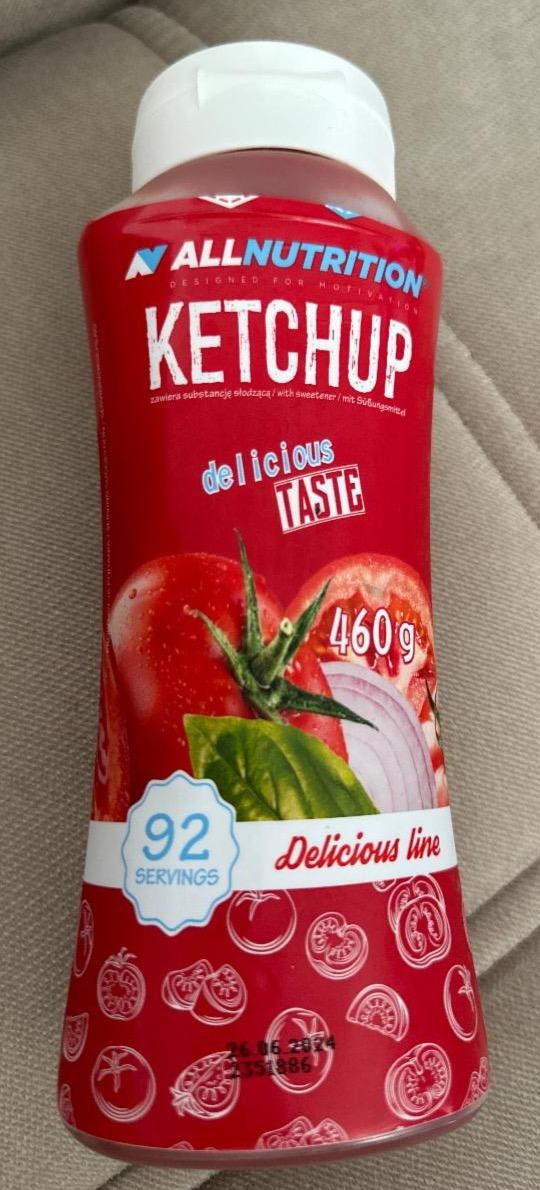 ALLNUTRITION
DESIGNED FOR MOTIVATION
KETCHUP
zawiera substancję słodzącą / with sweetener / mit Süßungsmittel
delicious
TASTE
460 g
92
SERVINGS
Delicious line
26.06.2024
2351886